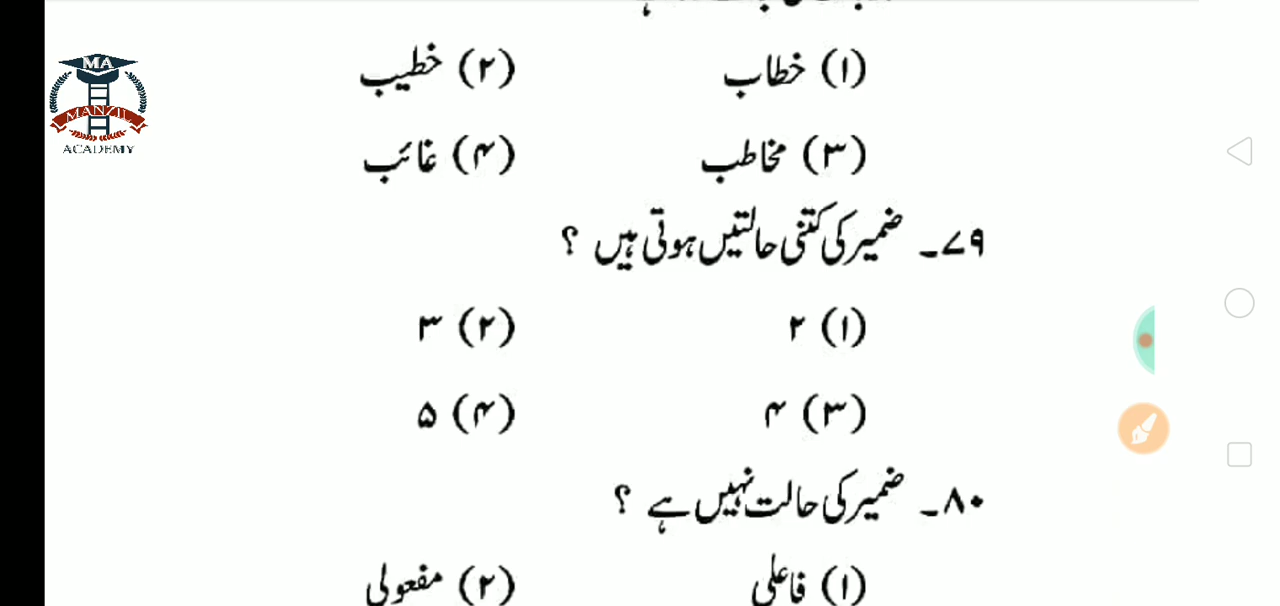 MA
MANZIL
ACADEMY
(۱) خطاب (۲) خطیب
(۳) مخاطب (۴) غائب
۷۹۔ ضمیر کی کتنی حالتیں ہوتی ہیں ؟
(۱) ۲ (۲) ۳
(۳) ۴ (۴) ۵
۸۰۔ ضمیر کی حالت نہیں ہے ؟
(۱) فاعلی (۲) مفعولی